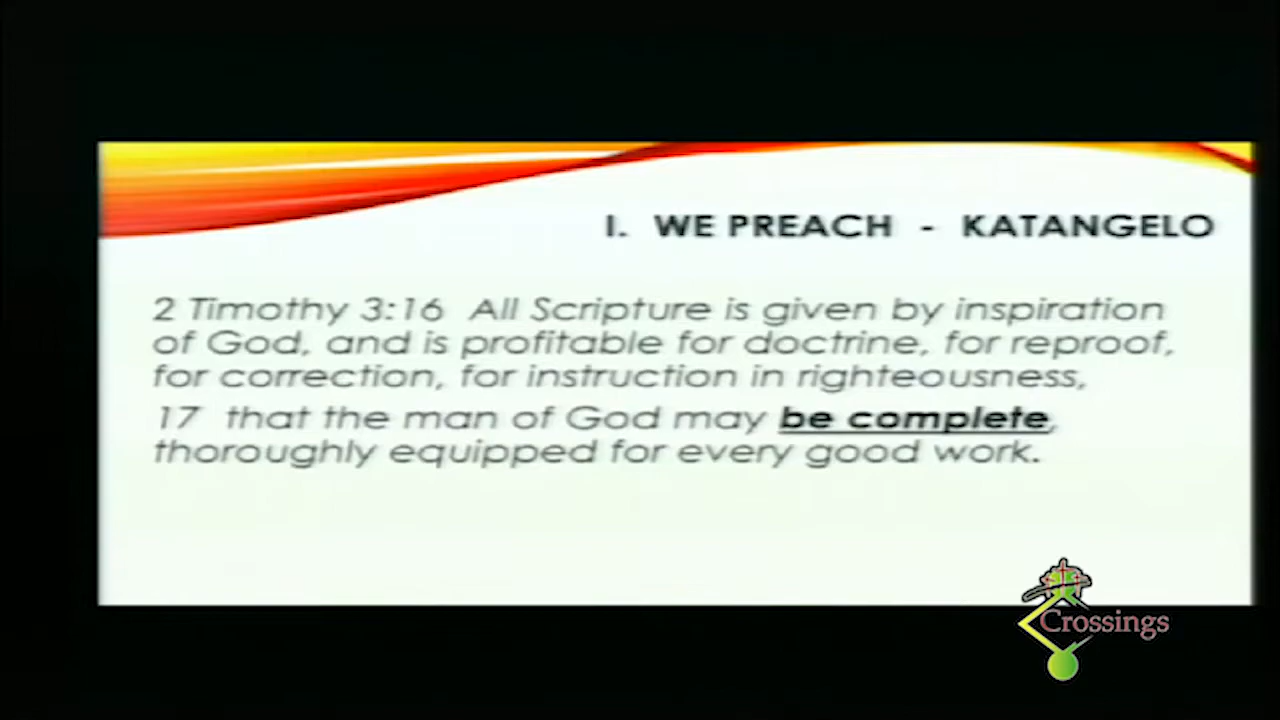 I. WE PREACH - KATANGELO
2 Timothy 3:16 All Scripture is given by inspiration
of God, and is profitable for doctrine, for reproof,
for correction, for instruction in righteousness,
17 that the man of God may be complete,
thoroughly equipped for every good work.
Crossings